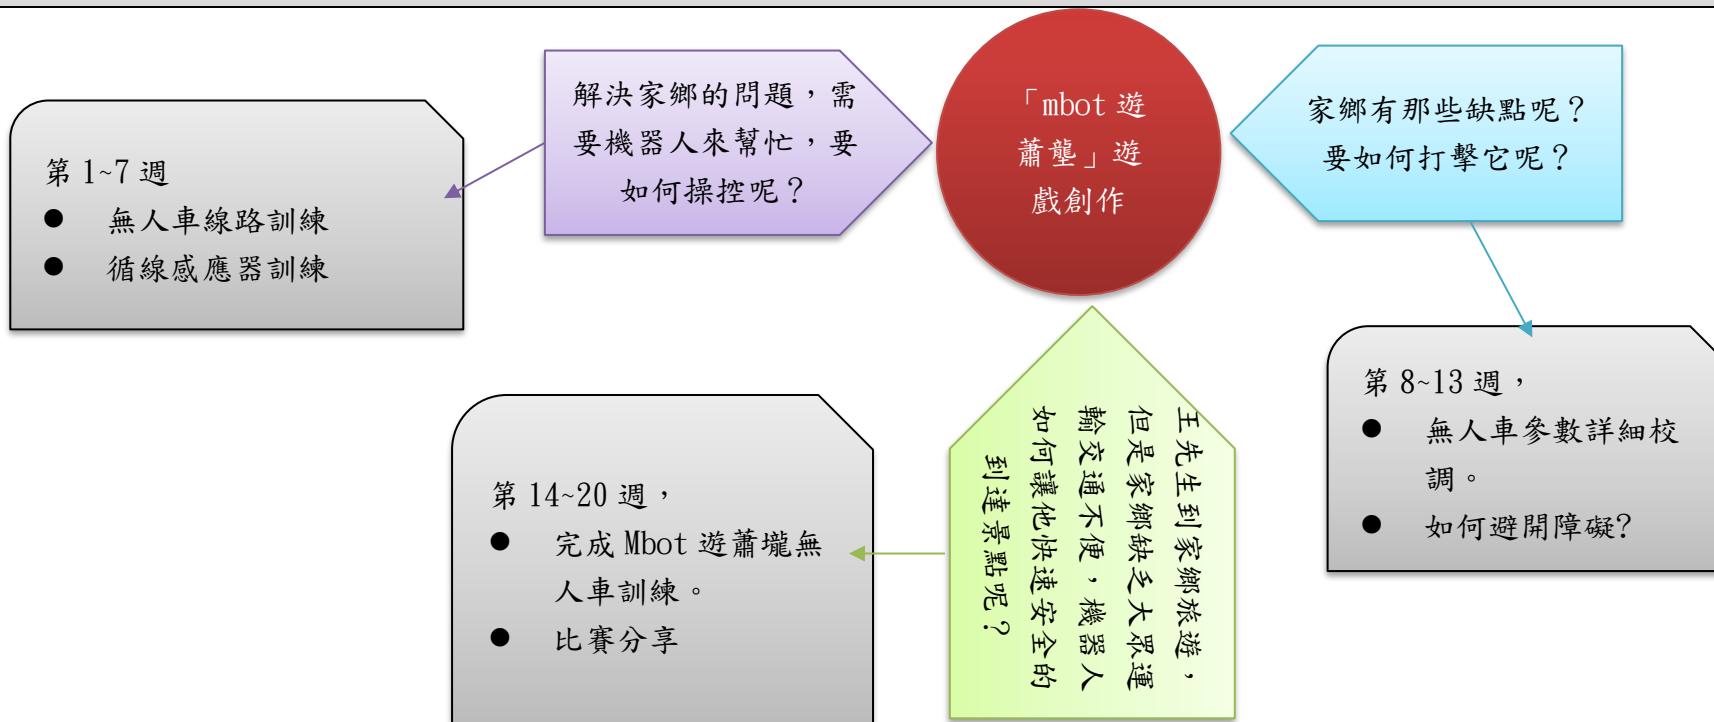 解決家鄉的問題，需
要機器人來幫忙，要
如何操控呢？
「mbot 遊
蕭壟」遊
戲創作
家鄉有那些缺點呢？
要如何打擊它呢？
第 1~7 週
● 無人車線路訓練
● 循線感應器訓練
第 8~13 週，
● 無人車參數詳細校
調。
● 如何避開障礙?
王先生到家鄉旅遊，
但是家鄉缺乏大眾運
輸交通不便，機器人
如何讓他快速安全的
到達景點呢？
第 14~20 週，
● 完成 Mbot 遊蕭壠無
人車訓練。
● 比賽分享